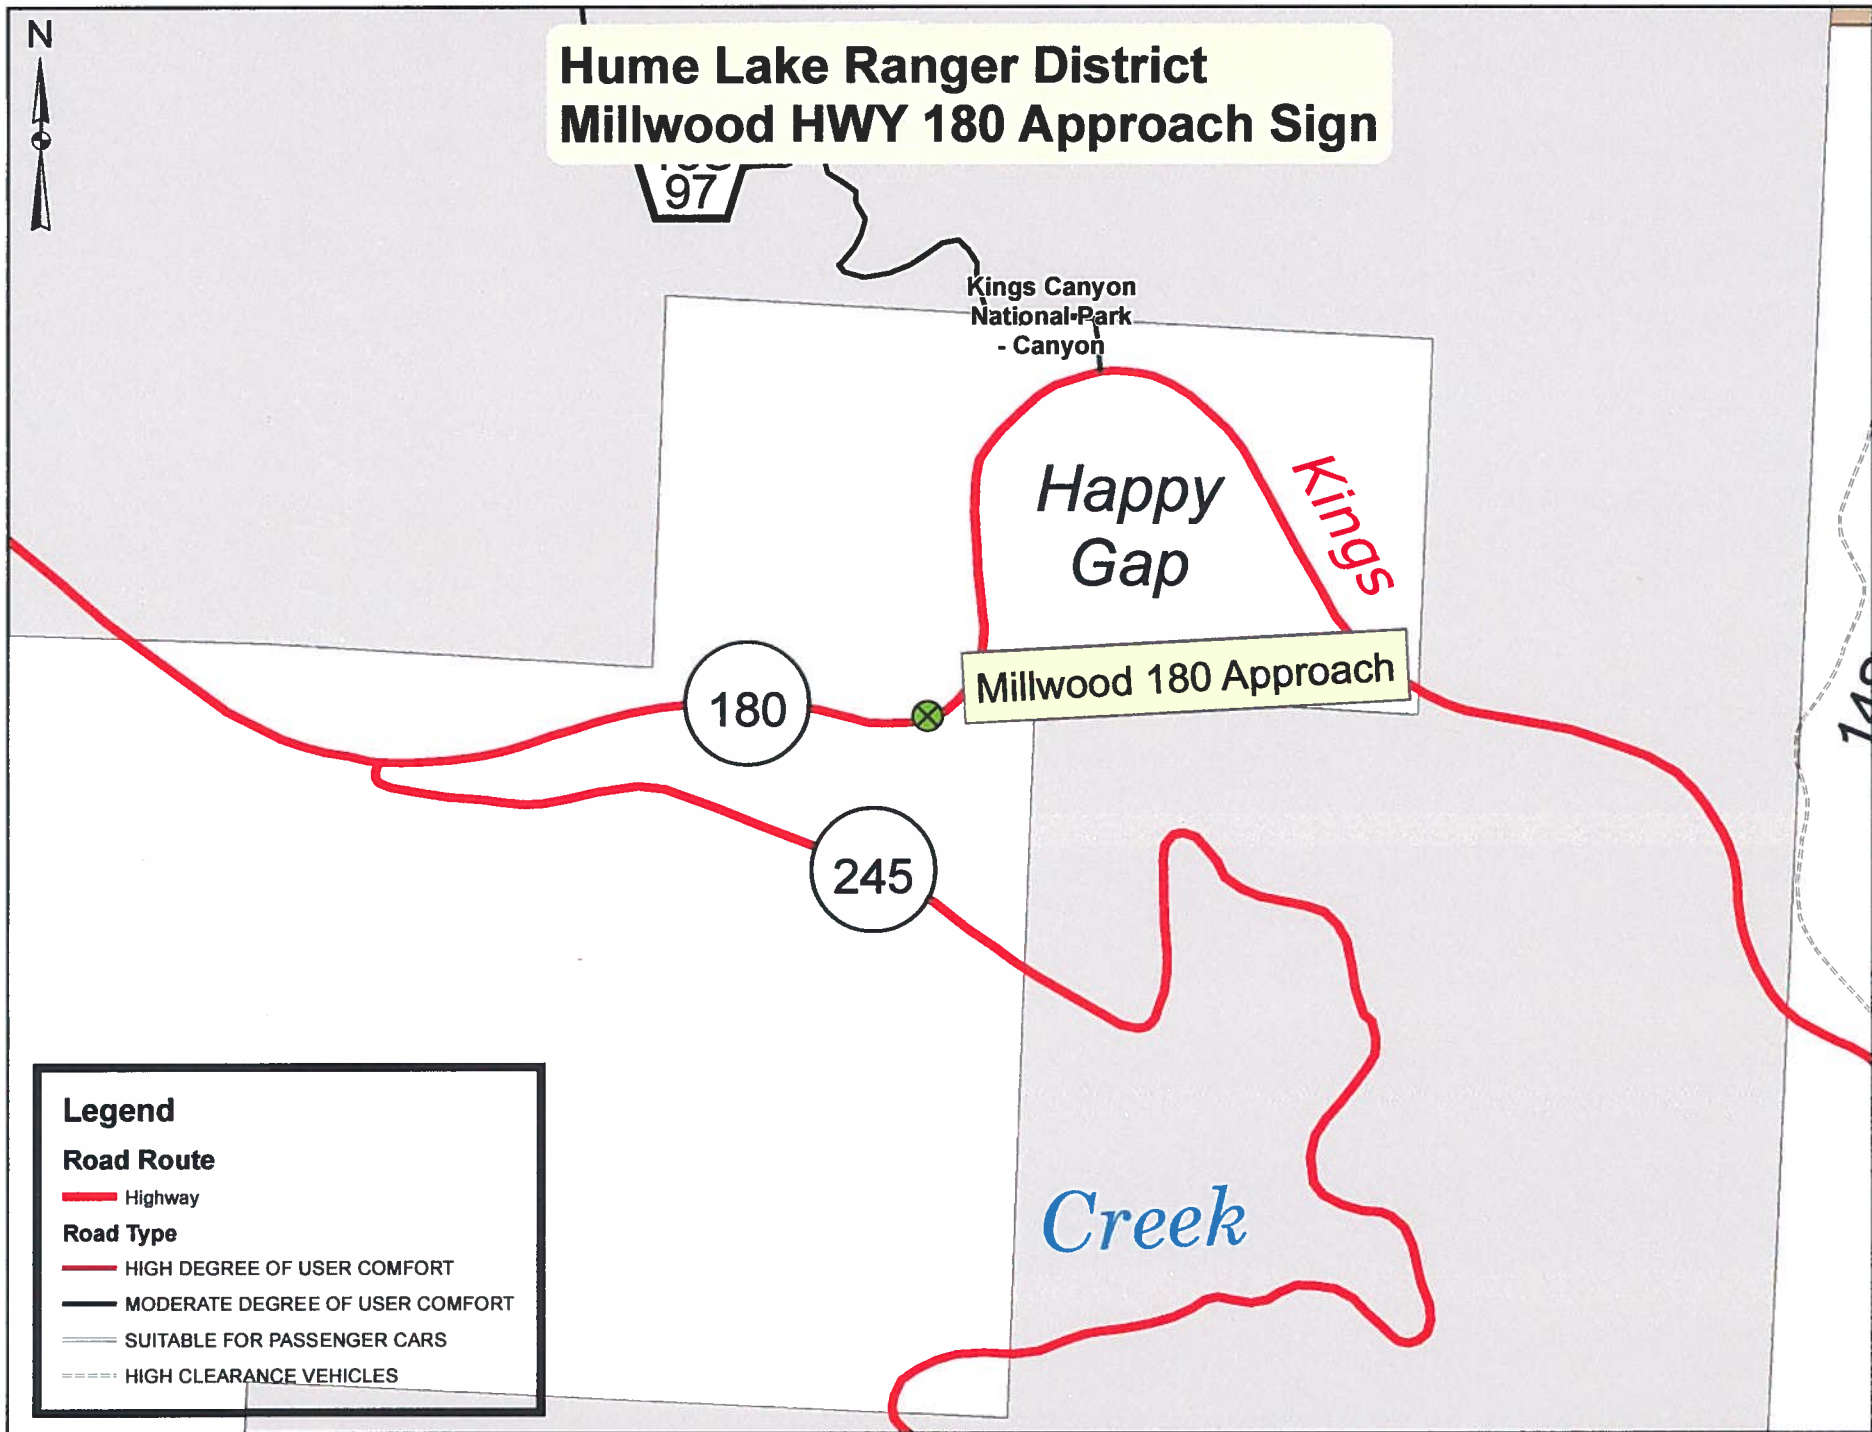 N
Hume Lake Ranger District
Millwood HWY 180 Approach Sign
97
Kings Canyon
National Park
- Canyon
Happy
Gap
Kings
Millwood 180 Approach
180
245
Creek
Legend
Road Route
Highway
Road Type
HIGH DEGREE OF USER COMFORT
MODERATE DEGREE OF USER COMFORT
SUITABLE FOR PASSENGER CARS
HIGH CLEARANCE VEHICLES